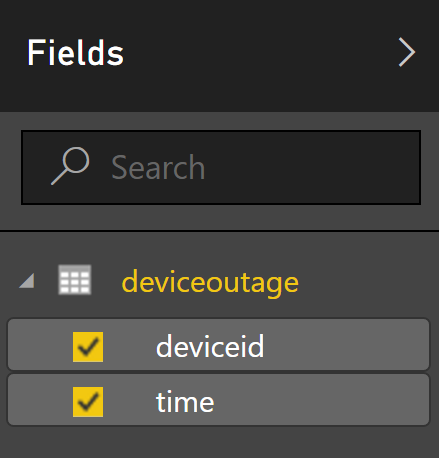 Fields
Search
deviceoutage
deviceid
time